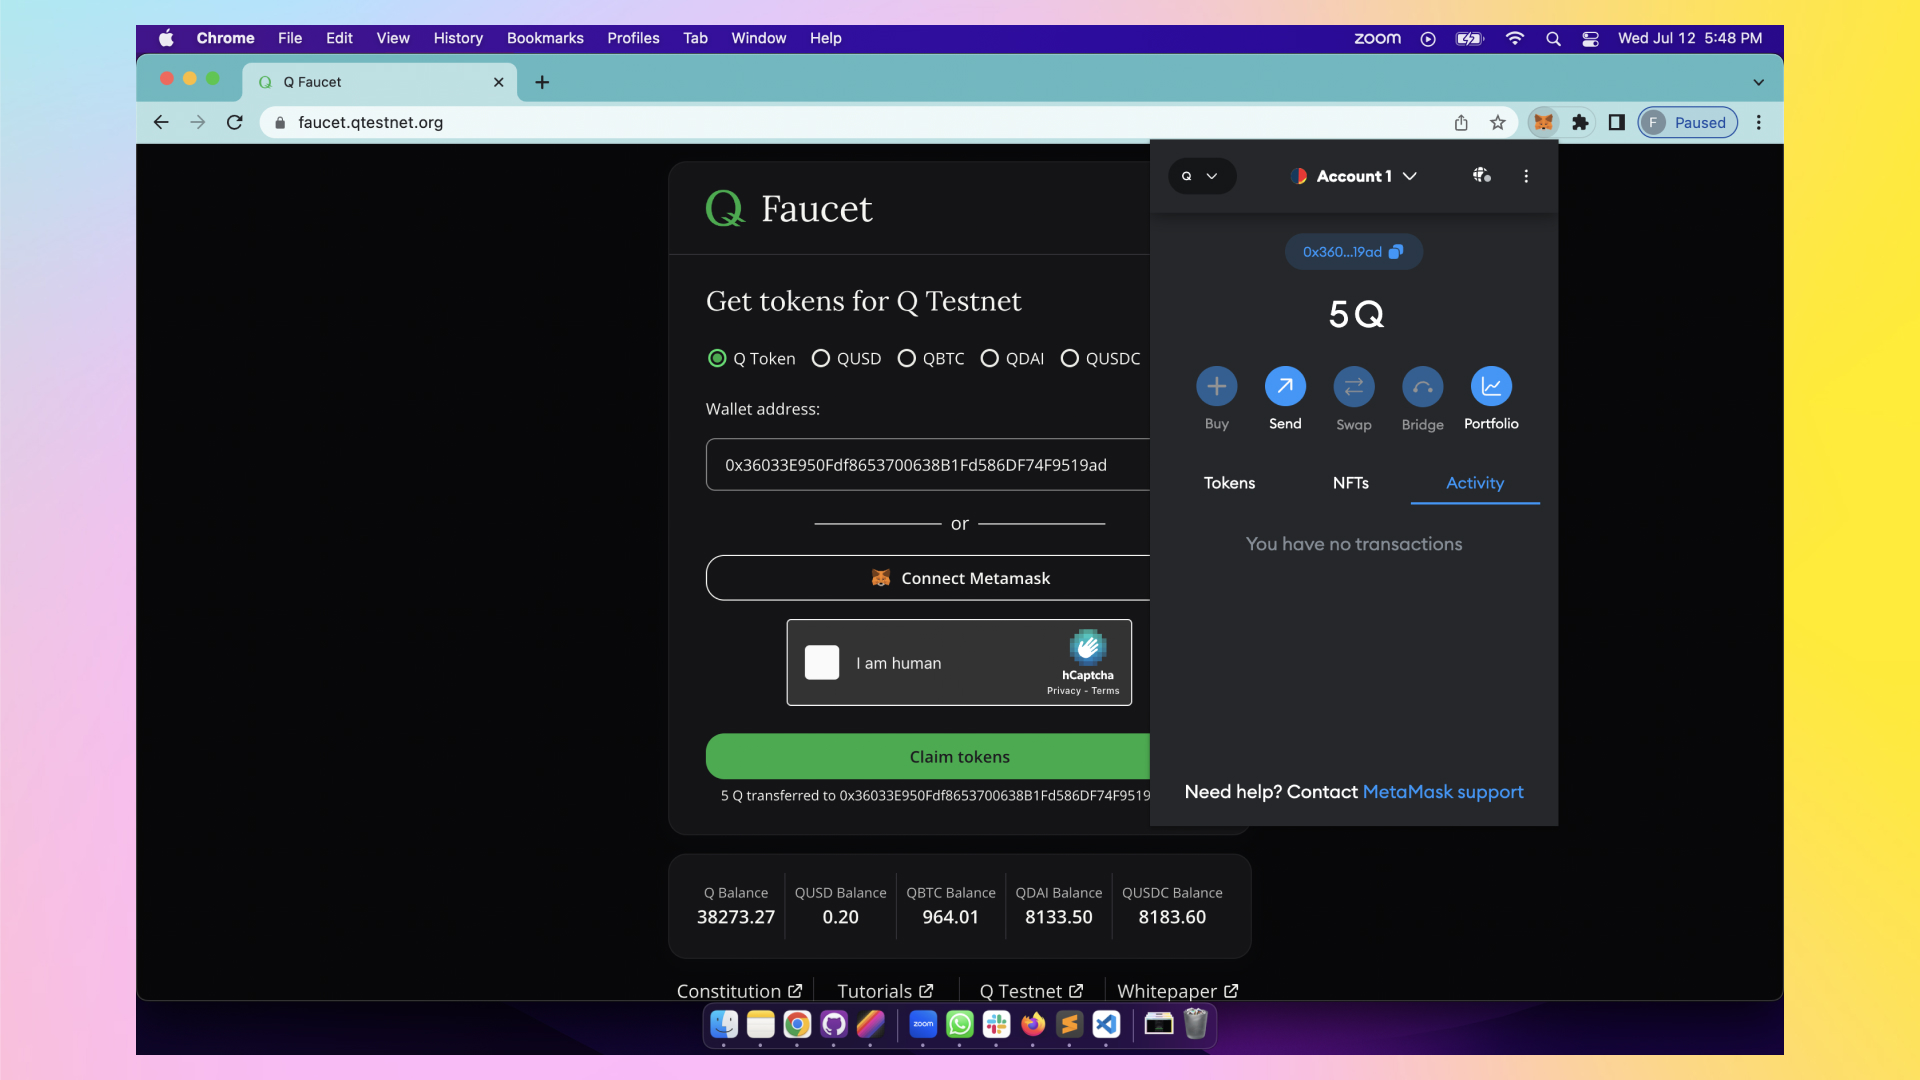 Chrome File Edit View History Bookmarks Profiles Tab Window Help
zoom Wed Jul 12 5:48 PM
Q Faucet
faucet.qtestnet.org
F Paused
Q Faucet
Get tokens for Q Testnet
Q Token QUSD QBTC QDAI QUSDC
Wallet address:
0x36033E950Fdf8653700638B1Fd586DF74F9519ad
or
Connect Metamask
I am human
hCaptcha
Privacy - Terms
Claim tokens
5 Q transferred to 0x36033E950Fdf8653700638B1Fd586DF74F9519
Q Account 1
0x360...19ad
5 Q
Buy Send Swap Bridge Portfolio
Tokens NFTs Activity
You have no transactions
Need help? Contact MetaMask support
Q Balance QUSD Balance QBTC Balance QDAI Balance QUSDC Balance
38273.27 0.20 964.01 8133.50 8183.60
Constitution Tutorials Q Testnet Whitepaper
zoom